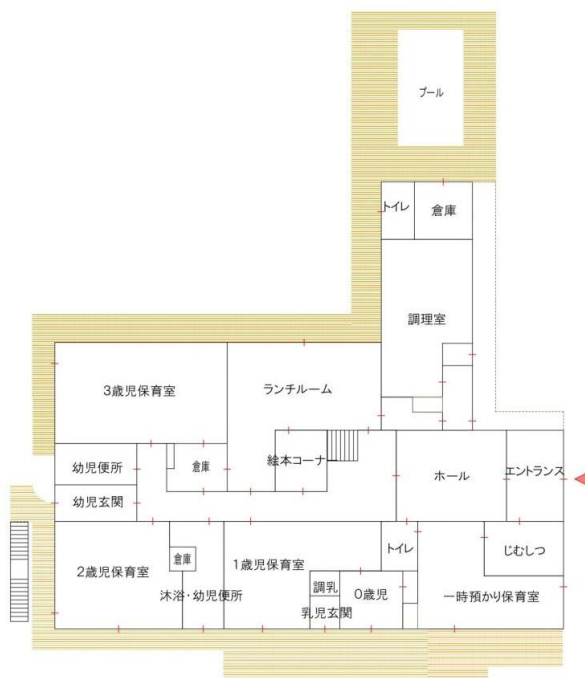 プール
トイレ
倉庫
調理室
3歳児保育室
ランチルーム
幼児便所
倉庫
絵本コーナー
ホール
エントランス
幼児玄関
2歳児保育室
倉庫
1歳児保育室
トイレ
じむしつ
沐浴・幼児便所
調乳
0歳児
一時預かり保育室
乳児玄関